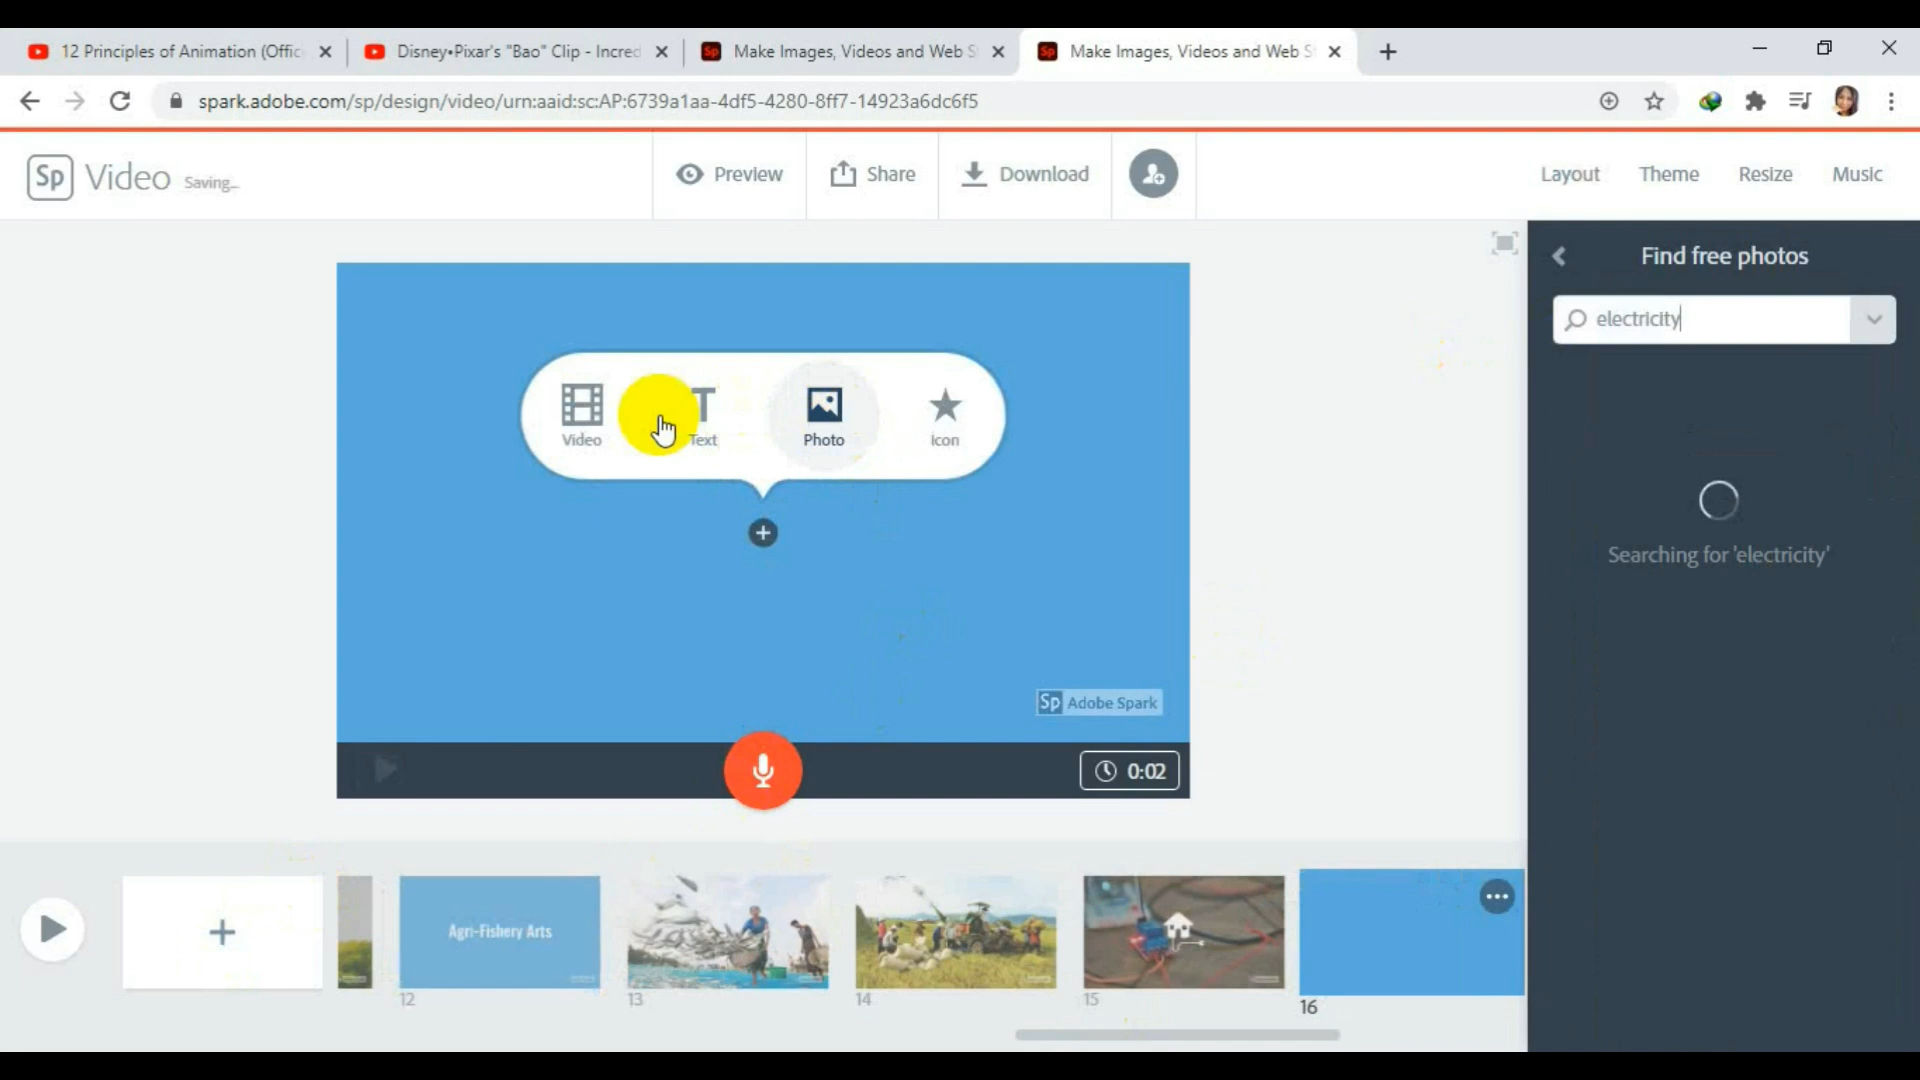 12 Principles of Animation (Offic
Disney•Pixar's "Bao" Clip - Incred
Make Images, Videos and Web S
Make Images, Videos and Web St
spark.adobe.com/sp/design/video/urn:aaid:sc:AP:6739a1aa-4df5-4280-8ff7-14923a6dc6f5
Sp Video Saving...
Preview
Share
Download
Layout
Theme
Resize
Music
Find free photos
electricity
Searching for 'electricity'
Video
Text
Photo
Icon
Sp Adobe Spark
0:02
Agri-Fishery Arts
12
13
14
15
16